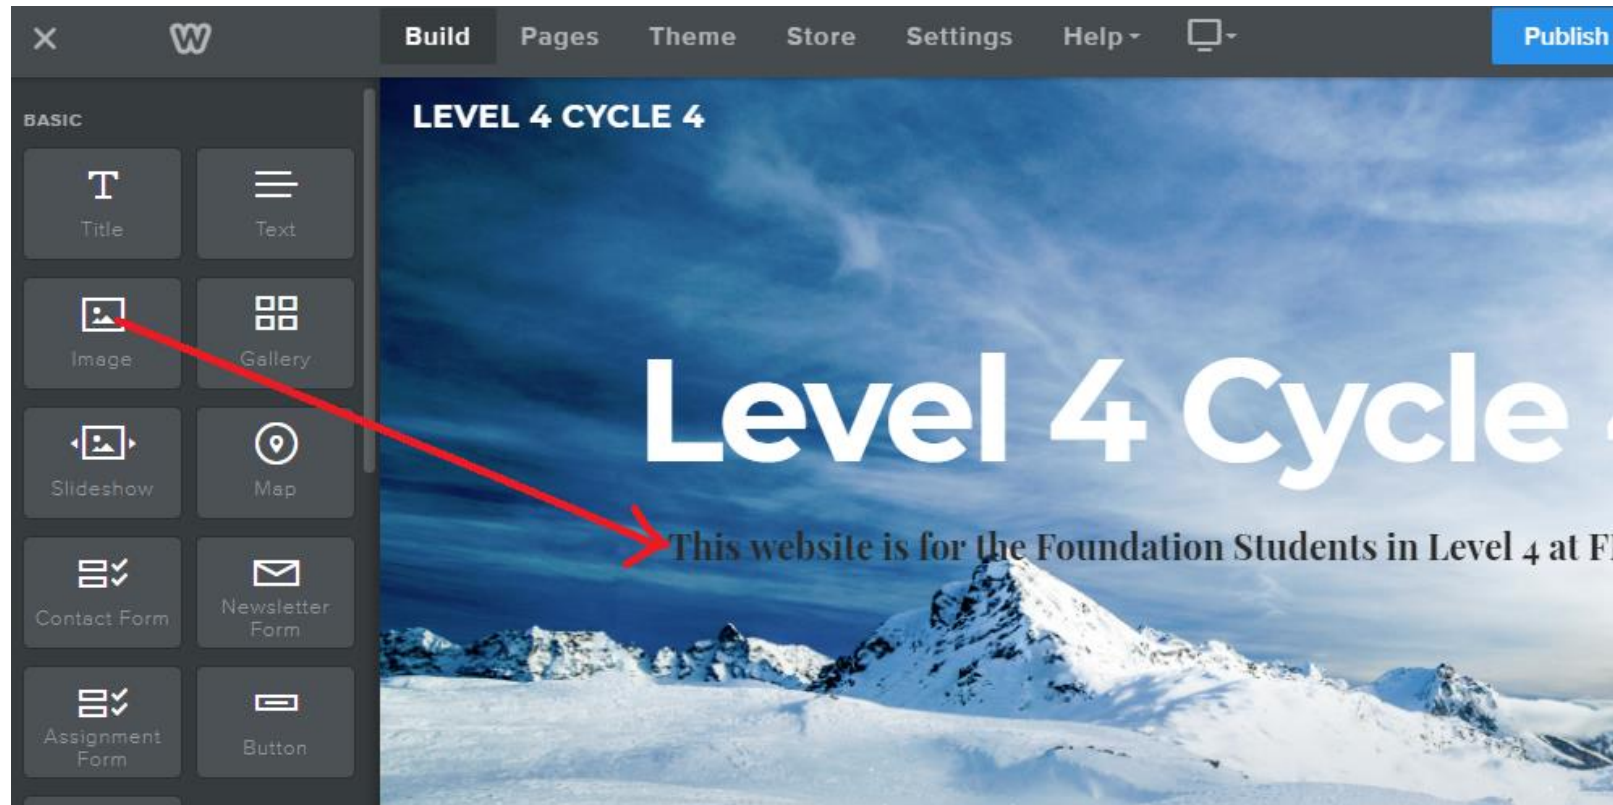 Build Pages Theme Store Settings Help Publish
BASIC
Title Text
Image Gallery
Slideshow Map
Contact Form Newsletter Form
Assignment Form Button
LEVEL 4 CYCLE 4
Level 4 Cycle
This website is for the Foundation Students in Level 4 at